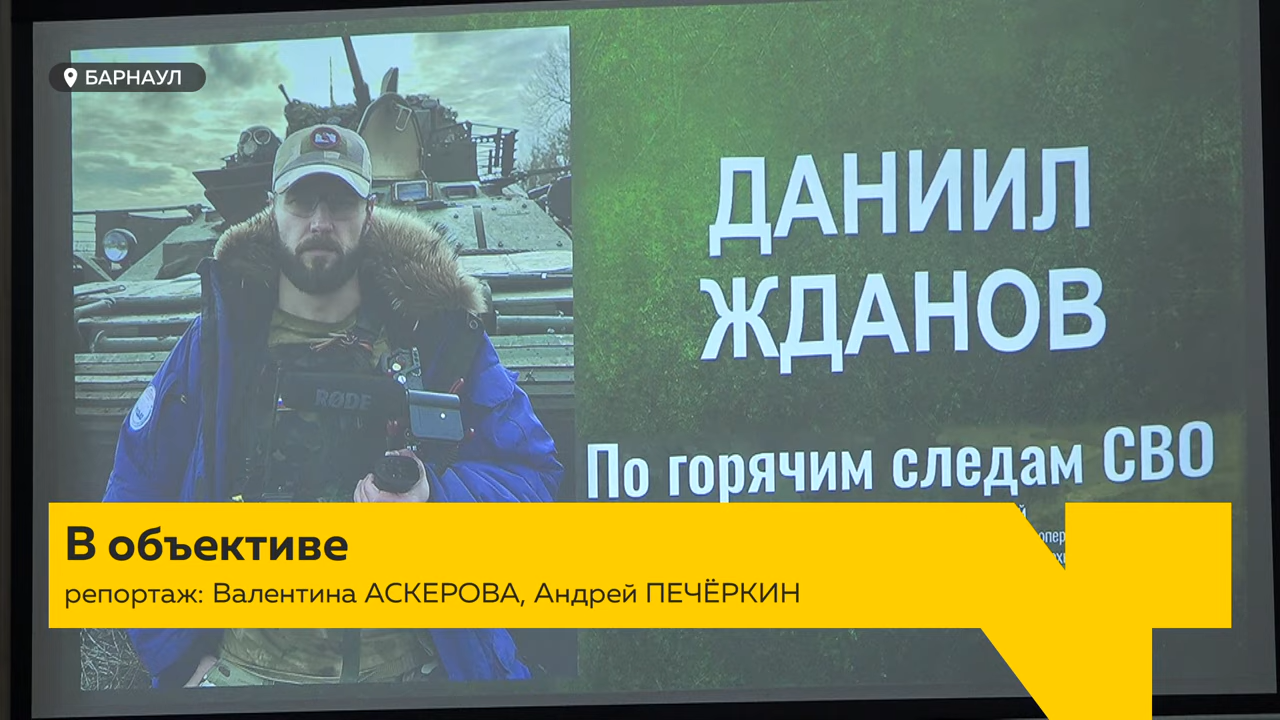 БАРНАУЛ
ДАНИИЛ
ЖДАНОВ
RØDE
По горячим следам СВО
В объективе
репортаж: Валентина АСКЕРОВА, Андрей ПЕЧЁРКИН